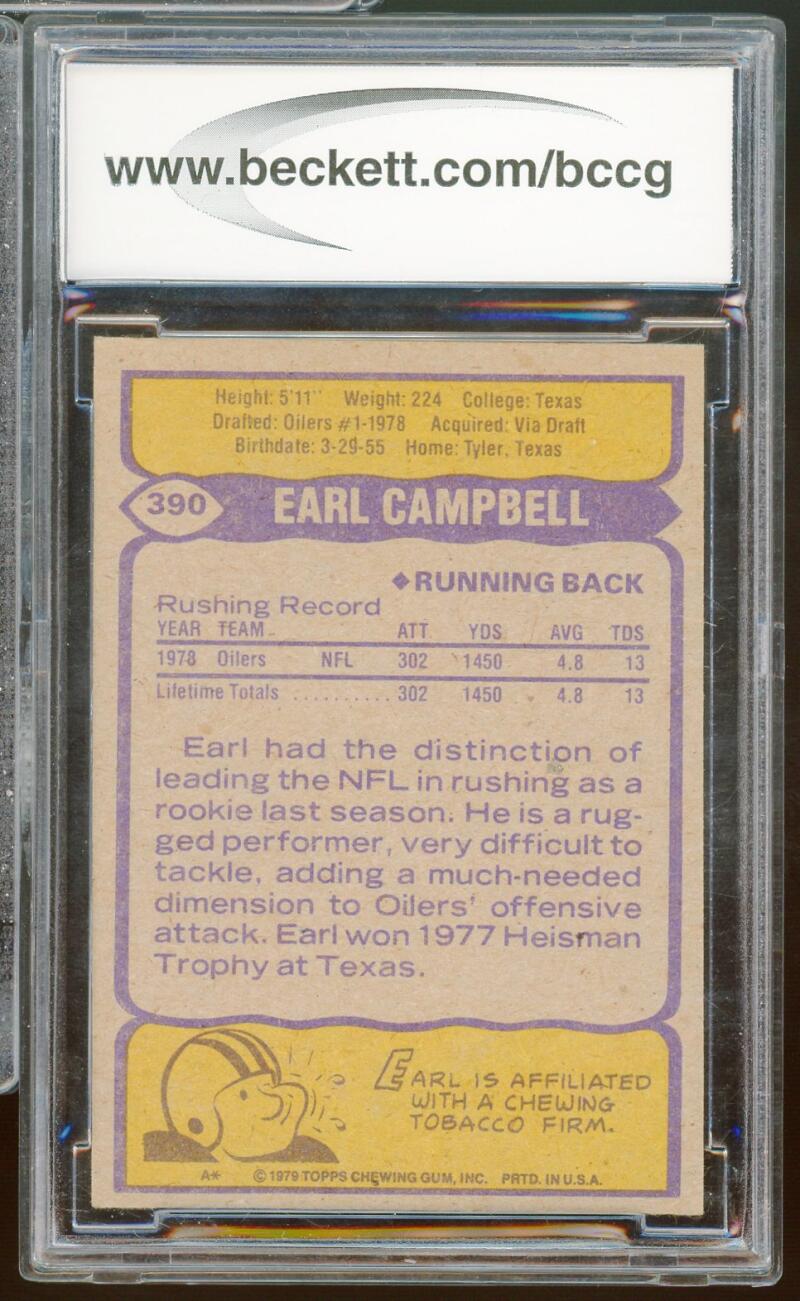 www.beckett.com/bccg
Height: 5'11" Weight: 224 College: Texas
Drafted: Oilers #1-1978 Acquired: Via Draft
Birthdate: 3-29-55 Home: Tyler, Texas
390 EARL CAMPBELL
◆RUNNING BACK
Rushing Record
YEAR TEAM ATT YDS AVG TDS
1978 Oilers NFL 302 1450 4.8 13
Lifetime Totals .......... 302 1450 4.8 13
Earl had the distinction of
leading the NFL in rushing as a
rookie last season. He is a rug-
ged performer, very difficult to
tackle, adding a much-needed
dimension to Oilers' offensive
attack. Earl won 1977 Heisman
Trophy at Texas.
EARL IS AFFILIATED
WITH A CHEWING
TOBACCO FIRM.
A* © 1979 TOPPS CHEWING GUM, INC. PRTD. IN U.S.A.